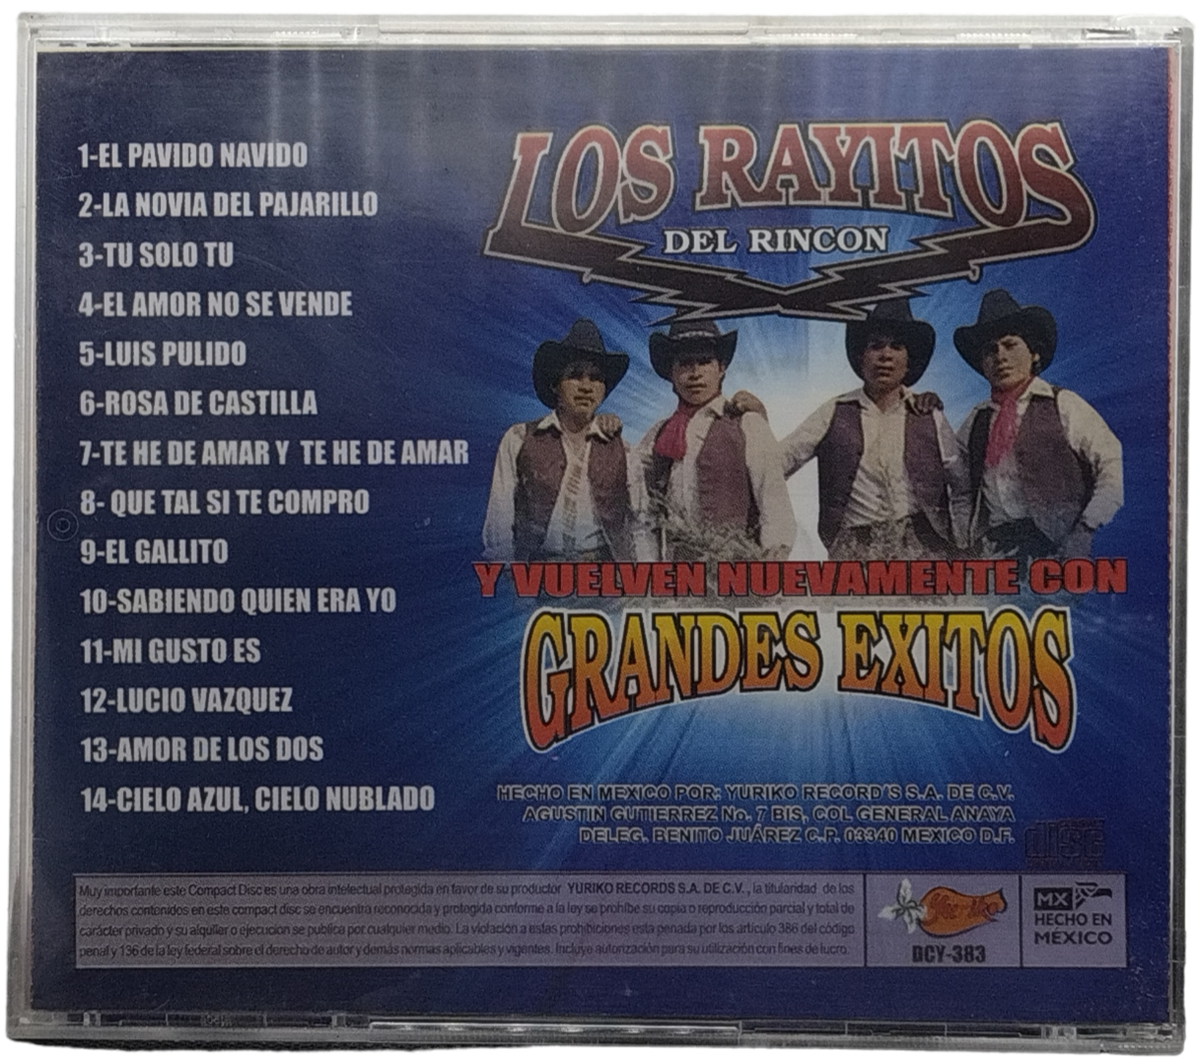 1-EL PAVIDO NAVIDO
2-LA NOVIA DEL PAJARILLO
3-TU SOLO TU
4-EL AMOR NO SE VENDE
5-LUIS PULIDO
6-ROSA DE CASTILLA
7-TE HE DE AMAR Y TE HE DE AMAR
8- QUE TAL SI TE COMPRO
9-EL GALLITO
10-SABIENDO QUIEN ERA YO
11-MI GUSTO ES
12-LUCIO VAZQUEZ
13-AMOR DE LOS DOS
14-CIELO AZUL, CIELO NUBLADO
LOS RAYITOS
DEL RINCON
Y VUELVEN NUEVAMENTE CON
GRANDES EXITOS
HECHO EN MEXICO POR: YURIKO RECORD'S S.A. DE C.V.
AGUSTIN GUTIERREZ No. 7 BIS, COL GENERAL ANAYA
DELEG. BENITO JUÁREZ C.P. 03340 MEXICO D.F.
disc
Muy importante este Compact Disc es una obra intelectual protegida en favor de su productor YURIKO RECORDS S.A. DE C.V., la titularidad de los
derechos contenidos en este compact disc se encuentra reconocida y protegida conforme a la ley se prohíbe su copia o reproducción parcial y total de
carácter privado y su alquiler o ejecucion se publica por cualquier medio. La violación a estas prohibiciones esta penada por los artículo 386 del código
penal y 136 de la ley federal sobre el derecho de autor y demás normas aplicables y vigentes. Incluye autorización para su utilización con fines de lucro.
DCY-383
MX
HECHO EN
MÉXICO